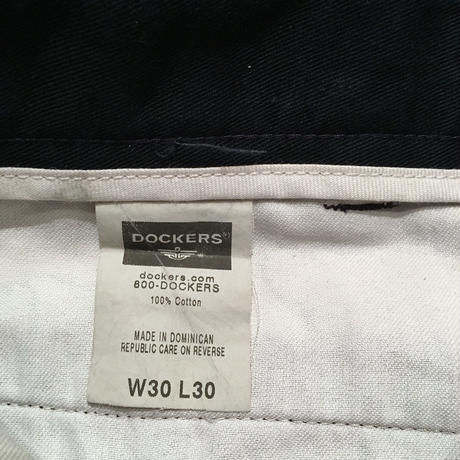 DOCKERS®
dockers.com
800-DOCKERS
100% Cotton
MADE IN DOMINICAN
REPUBLIC CARE ON REVERSE
W30 L30